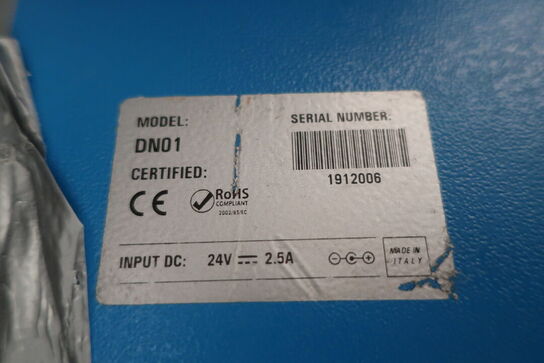 MODEL:
DN01
CERTIFIED:
CE
RoHS
COMPLIANT
2002/95/EC
SERIAL NUMBER:
1912006
INPUT DC: 24V 2.5A
MADE IN
ITALY